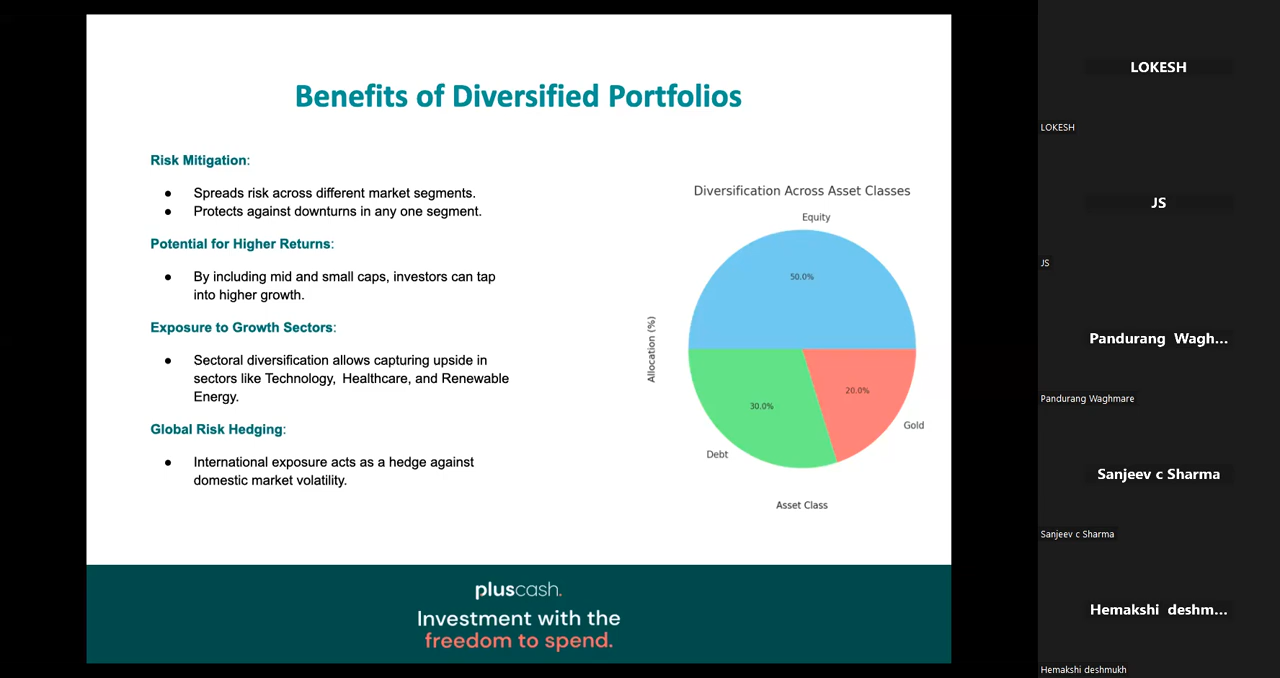 Benefits of Diversified Portfolios
Risk Mitigation:
● Spreads risk across different market segments.
● Protects against downturns in any one segment.
Potential for Higher Returns:
● By including mid and small caps, investors can tap
into higher growth.
Exposure to Growth Sectors:
● Sectoral diversification allows capturing upside in
sectors like Technology, Healthcare, and Renewable
Energy.
Global Risk Hedging:
● International exposure acts as a hedge against
domestic market volatility.
Diversification Across Asset Classes
Equity
50.0%
Allocation (%)
30.0%
20.0%
Debt
Gold
Asset Class
pluscash.
Investment with the
freedom to spend.
LOKESH
LOKESH
JS
JS
Pandurang Wagh...
Pandurang Waghmare
Sanjeev c Sharma
Sanjeev c Sharma
Hemakshi deshm...
Hemakshi deshmukh